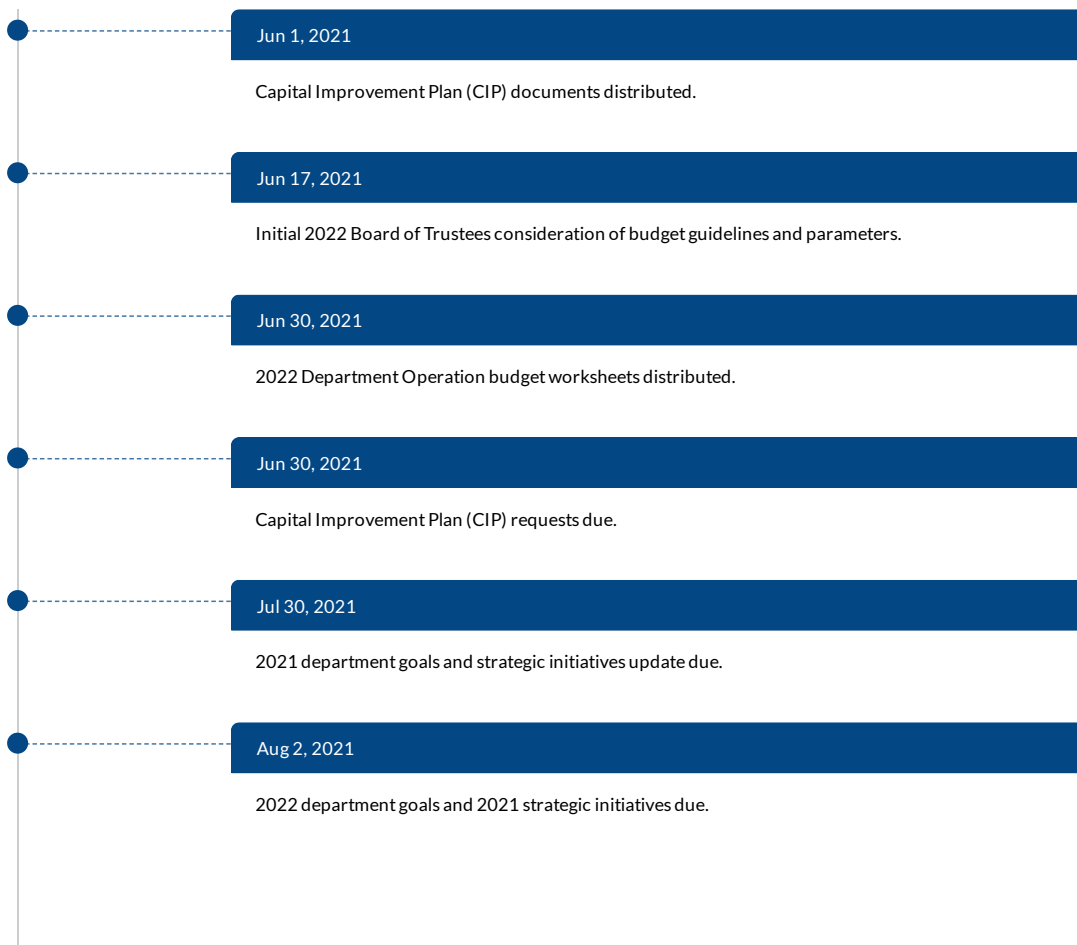 Jun 1, 2021
Capital Improvement Plan (CIP) documents distributed.
Jun 17, 2021
Initial 2022 Board of Trustees consideration of budget guidelines and parameters.
Jun 30, 2021
2022 Department Operation budget worksheets distributed.
Jun 30, 2021
Capital Improvement Plan (CIP) requests due.
Jul 30, 2021
2021 department goals and strategic initiatives update due.
Aug 2, 2021
2022 department goals and 2021 strategic initiatives due.